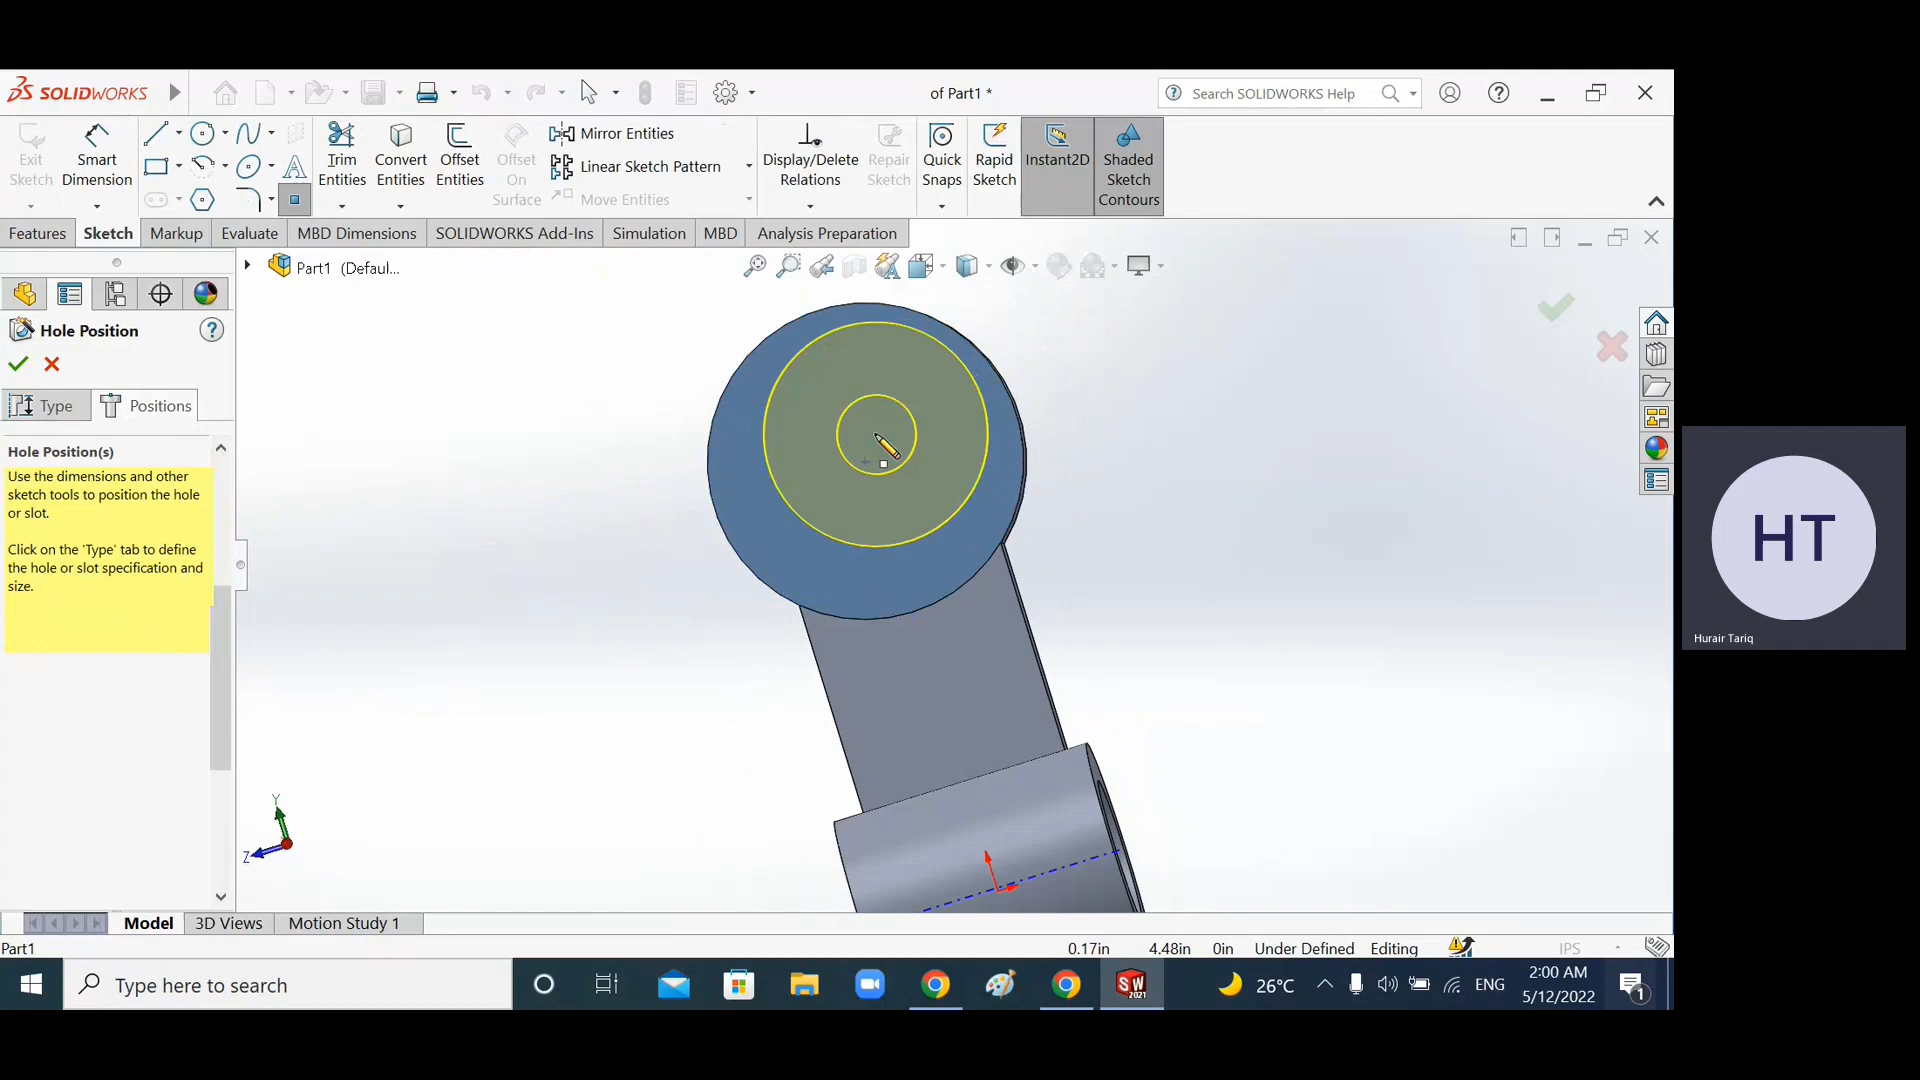 SOLIDWORKS
of Part1 *
Search SOLIDWORKS Help
Exit Sketch
Smart Dimension
Trim Entities
Convert Entities
Offset Entities
Offset On Surface
Mirror Entities
Linear Sketch Pattern
Move Entities
Display/Delete Relations
Repair Sketch
Quick Snaps
Rapid Sketch
Instant2D
Shaded Sketch Contours
Features
Sketch
Markup
Evaluate
MBD Dimensions
SOLIDWORKS Add-Ins
Simulation
MBD
Analysis Preparation
Part1 (Defaul...
Hole Position
Type
Positions
Hole Position(s)
Use the dimensions and other
sketch tools to position the hole
or slot.
Click on the 'Type' tab to define
the hole or slot specification and
size.
Y
Z
HT
Hurair Tariq
Model
3D Views
Motion Study 1
Part1
0.17in
4.48in
0in
Under Defined
Editing
IPS
-
Type here to search
SW
2021
26°C
ENG
2:00 AM
5/12/2022
1